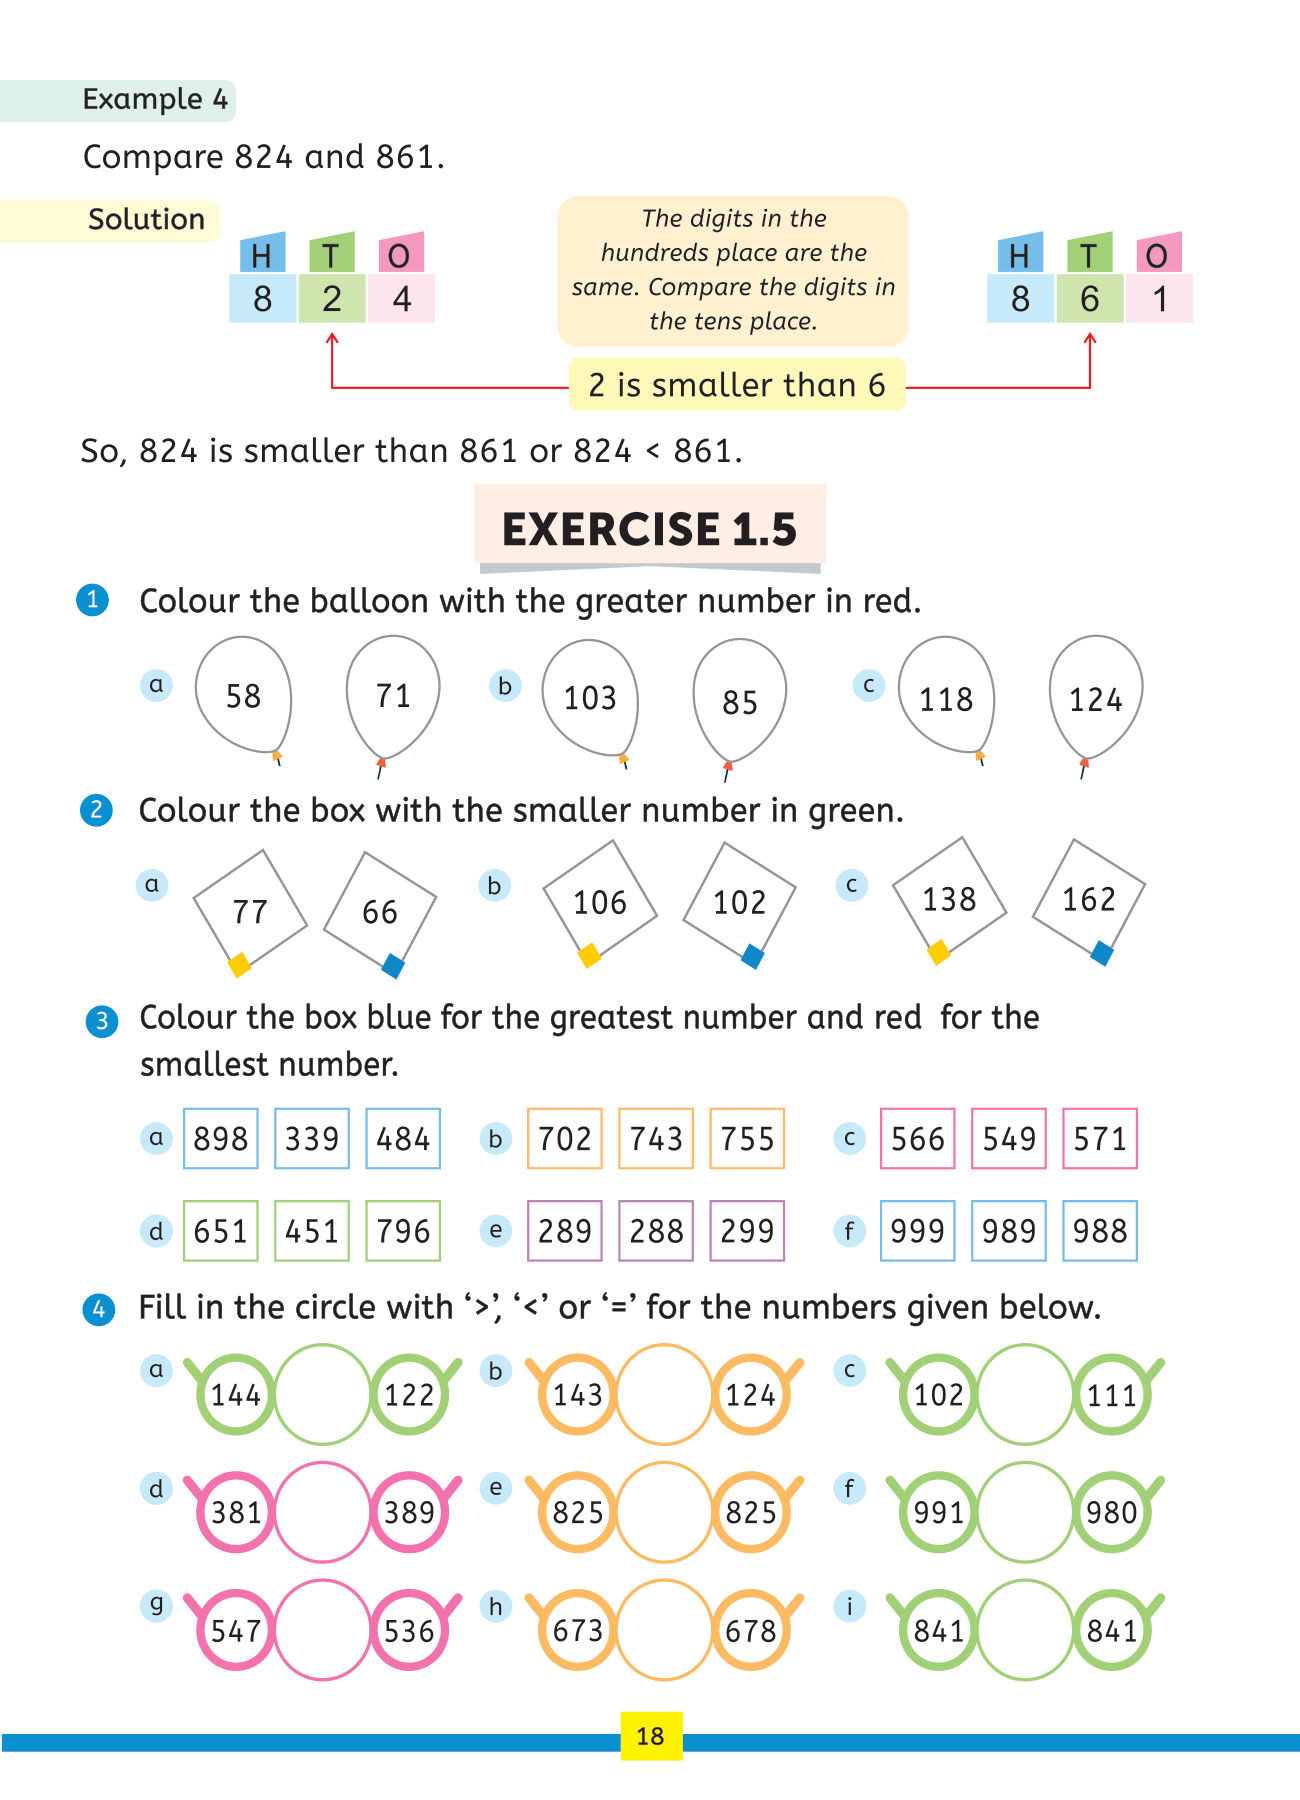 Example 4
Compare 824 and 861.
Solution
H T O
8 2 4
The digits in the
hundreds place are the
same. Compare the digits in
the tens place.
H T O
8 6 1
2 is smaller than 6
So, 824 is smaller than 861 or 824 < 861.
EXERCISE 1.5
1 Colour the balloon with the greater number in red.
a 58 71 b 103 85 c 118 124
2 Colour the box with the smaller number in green.
a 77 66 b 106 102 c 138 162
3 Colour the box blue for the greatest number and red for the
smallest number.
a 898 339 484 b 702 743 755 c 566 549 571
d 651 451 796 e 289 288 299 f 999 989 988
4 Fill in the circle with ‘>’, ‘<’ or ‘=’ for the numbers given below.
a 144 122 b 143 124 c 102 111
d 381 389 e 825 825 f 991 980
g 547 536 h 673 678 i 841 841
18